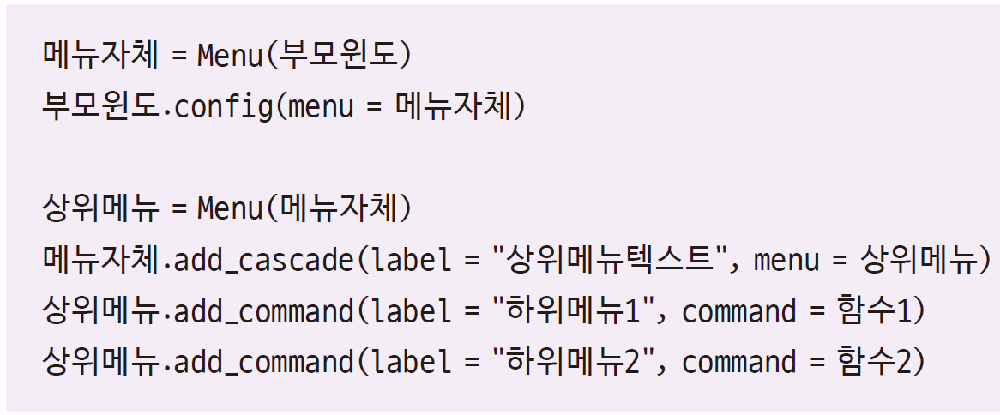 메뉴자체 = Menu(부모윈도)
부모윈도.config(menu = 메뉴자체)
상위메뉴 = Menu(메뉴자체)
메뉴자체.add_cascade(label = "상위메뉴텍스트", menu = 상위메뉴)
상위메뉴.add_command(label = "하위메뉴1", command = 함수1)
상위메뉴.add_command(label = "하위메뉴2", command = 함수2)